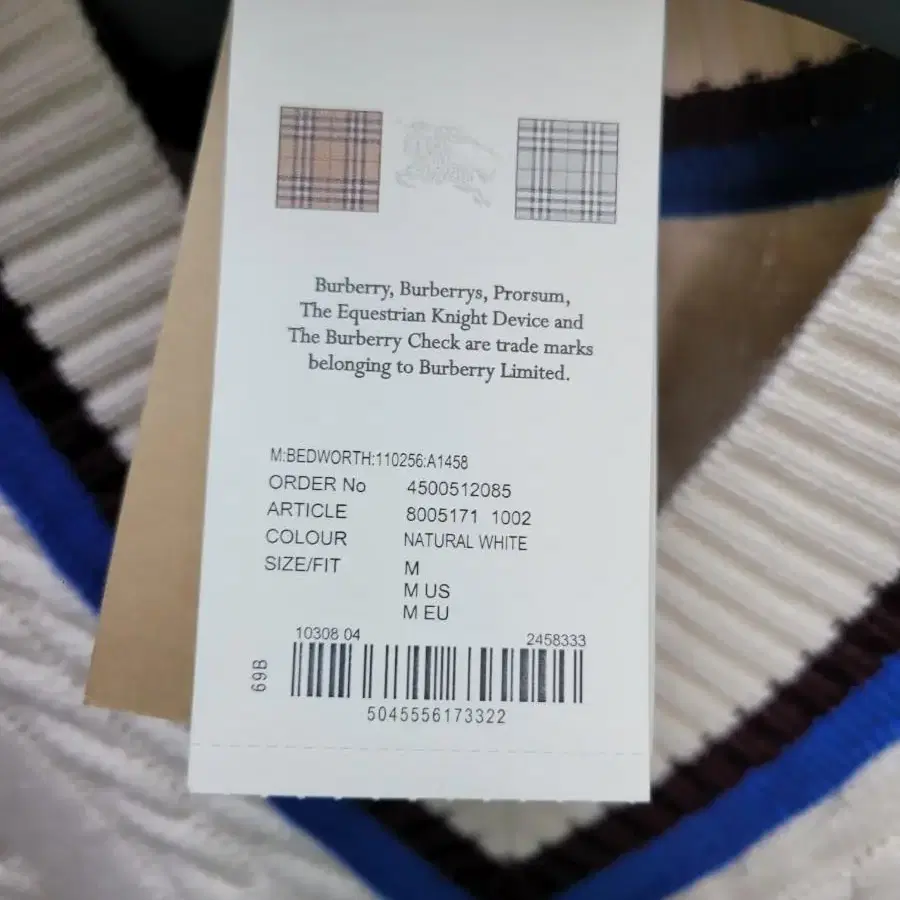 Burberry, Burberrys, Prorsum,
The Equestrian Knight Device and
The Burberry Check are trade marks
belonging to Burberry Limited.
M:BEDWORTH:110256:A1458
ORDER No 4500512085
ARTICLE 8005171 1002
COLOUR NATURAL WHITE
SIZE/FIT M
M US
M EU
10308 04 2458333
69B
5045556173322